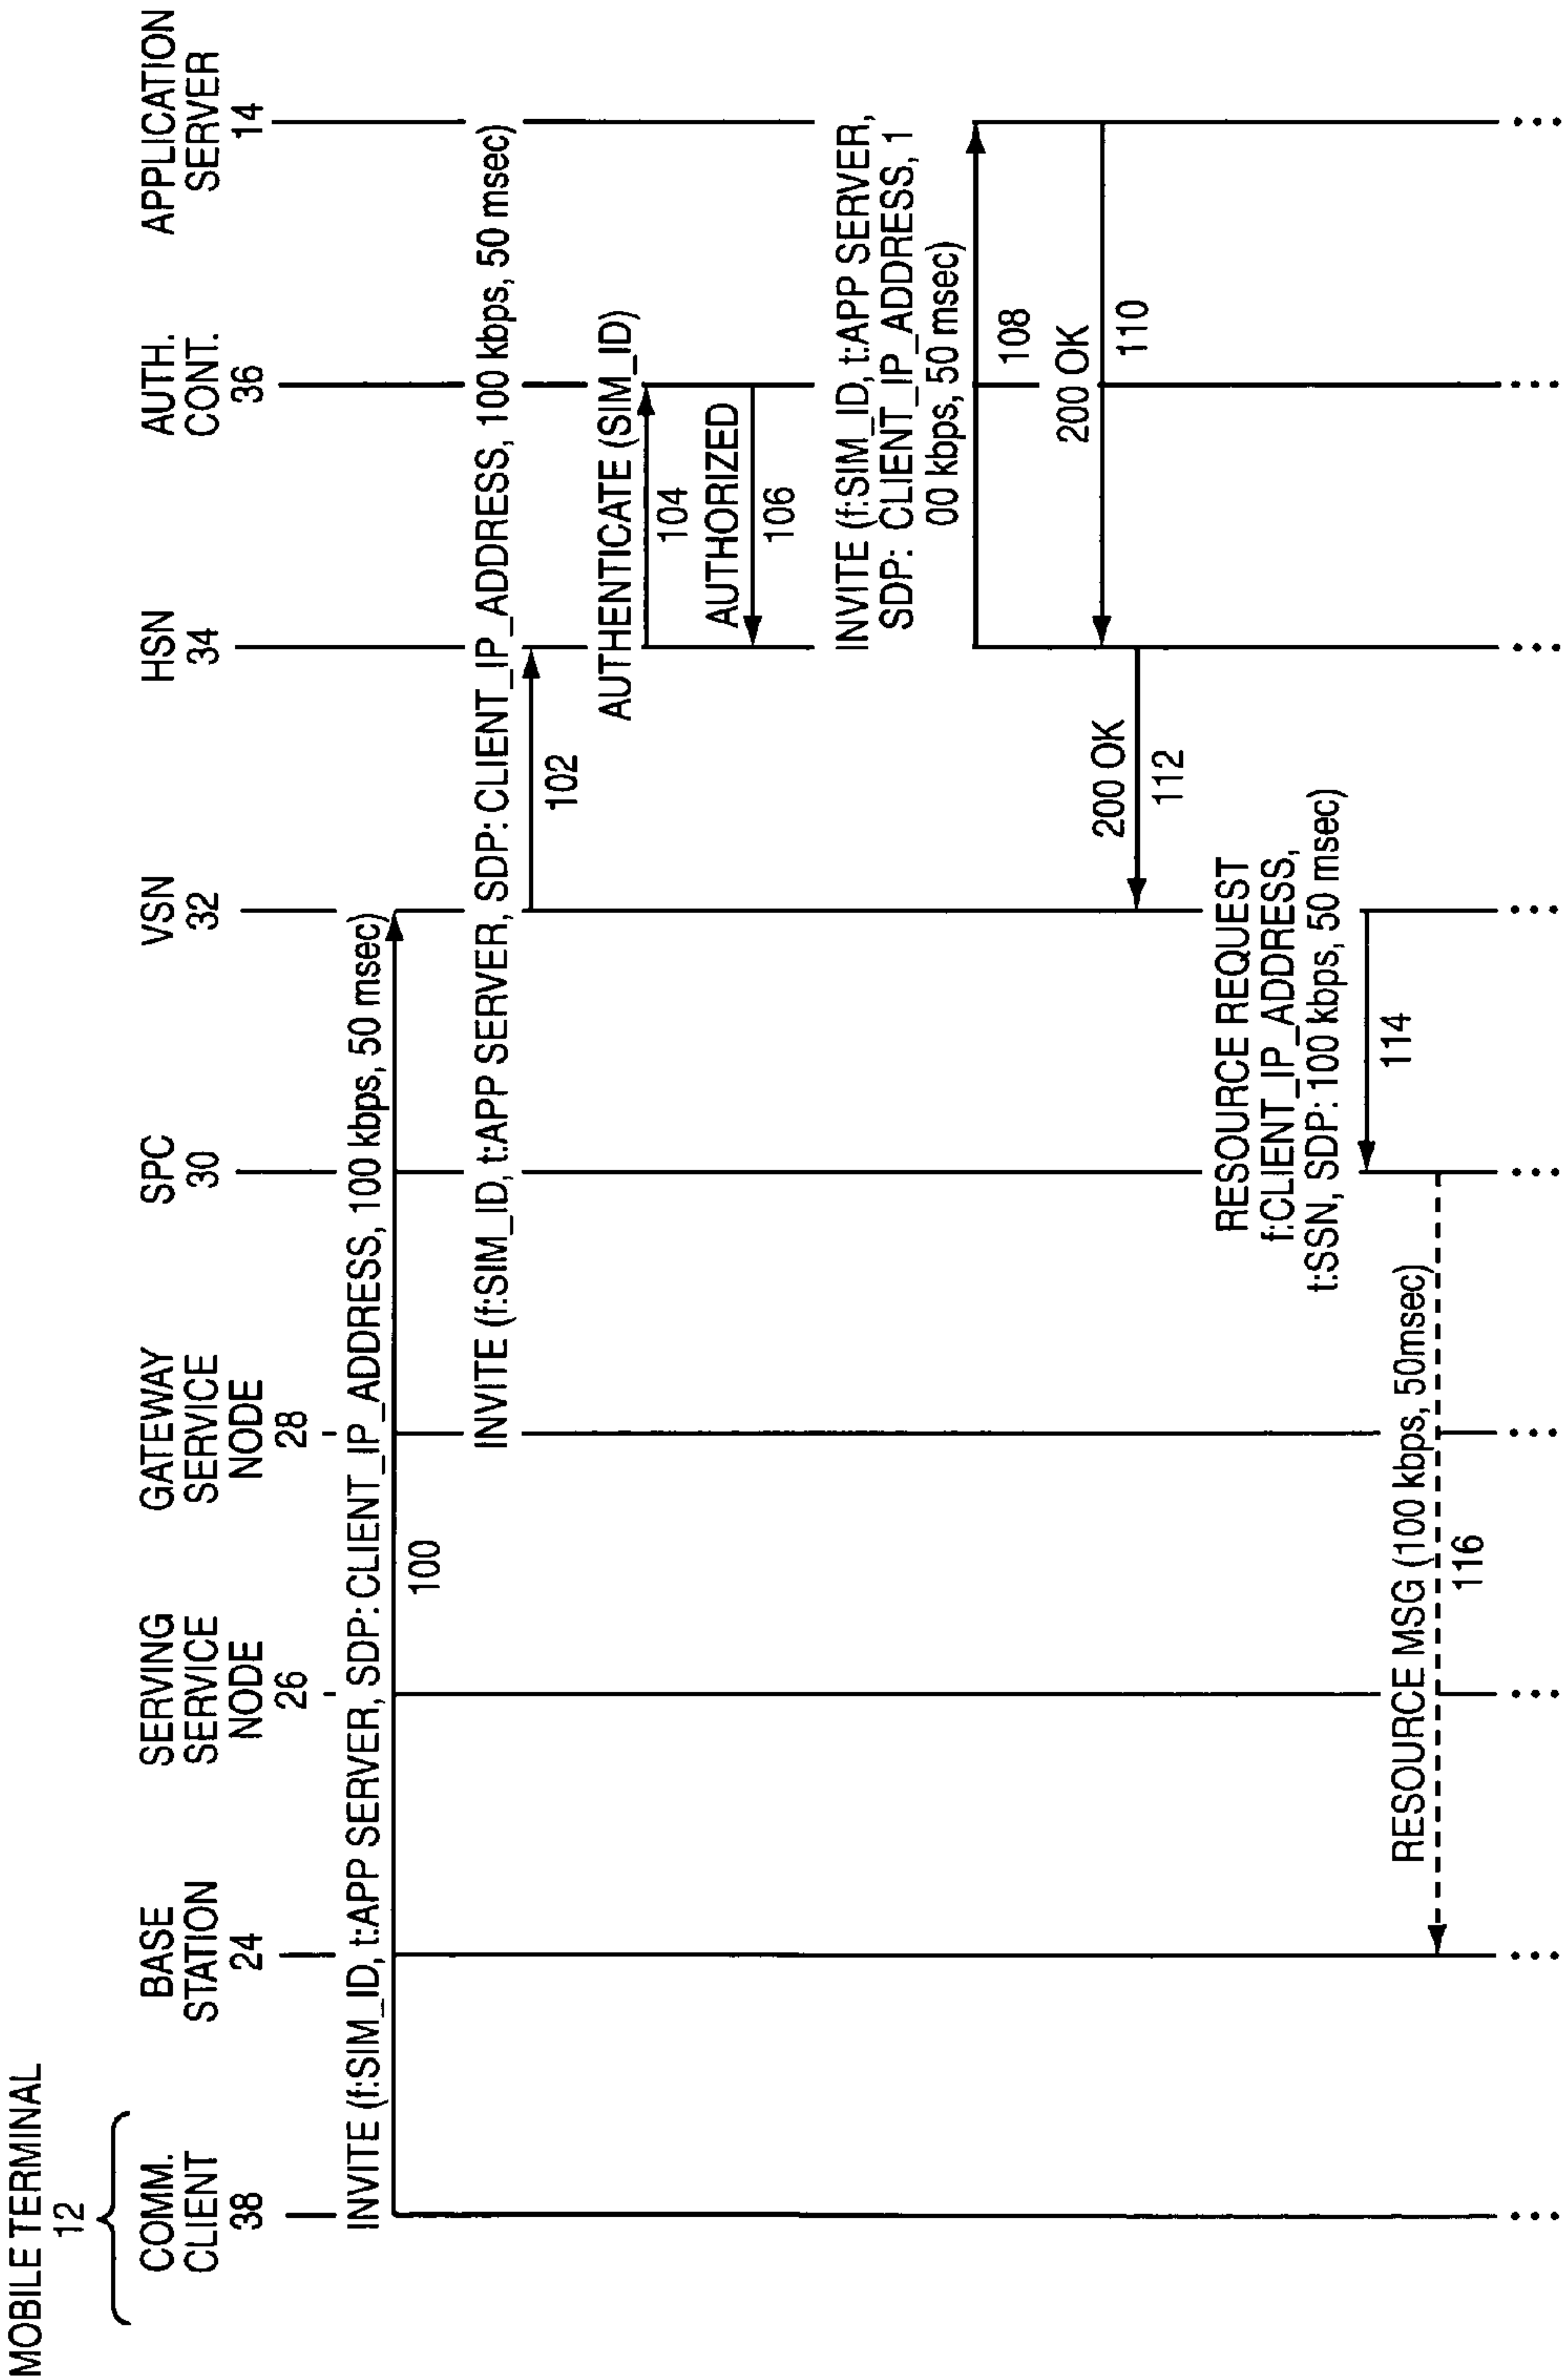 MOBILE TERMINAL
12
COMM.
CLIENT
38
BASE
STATION
24
SERVING
SERVICE
NODE
26
GATEWAY
SERVICE
NODE
28
SPC
30
VSN
32
HSN
34
AUTH.
CONT.
36
APPLICATION
SERVER
14
INVITE (f:SIM_ID, t:APP SERVER, SDP: CLIENT_IP_ADDRESS, 100 kbps, 50 msec)
100
INVITE (f:SIM_ID, t:APP SERVER, SDP: CLIENT_IP_ADDRESS, 100 kbps, 50 msec)
102
AUTHENTICATE (SIM_ID)
104
AUTHORIZED
106
INVITE (f:SIM_ID, t:APP SERVER,
SDP: CLIENT_IP_ADDRESS, 1
00 kbps, 50 msec)
108
200 OK
110
200 OK
112
RESOURCE REQUEST
f:CLIENT_IP_ADDRESS,
t:SSN, SDP: 100 kbps, 50 msec)
114
RESOURCE MSG (100 kbps, 50msec)
116